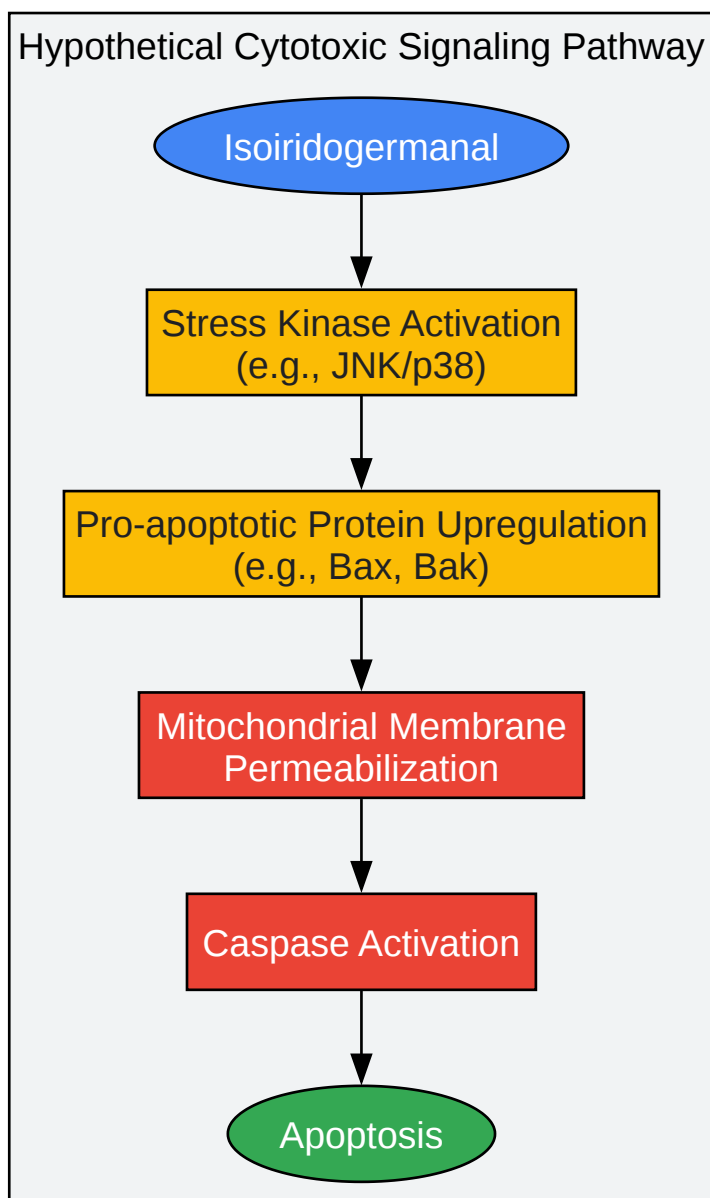 Hypothetical Cytotoxic Signaling Pathway
Isoiridogermanal
Stress Kinase Activation
(e.g., JNK/p38)
Pro-apoptotic Protein Upregulation
(e.g., Bax, Bak)
Mitochondrial Membrane
Permeabilization
Caspase Activation
Apoptosis